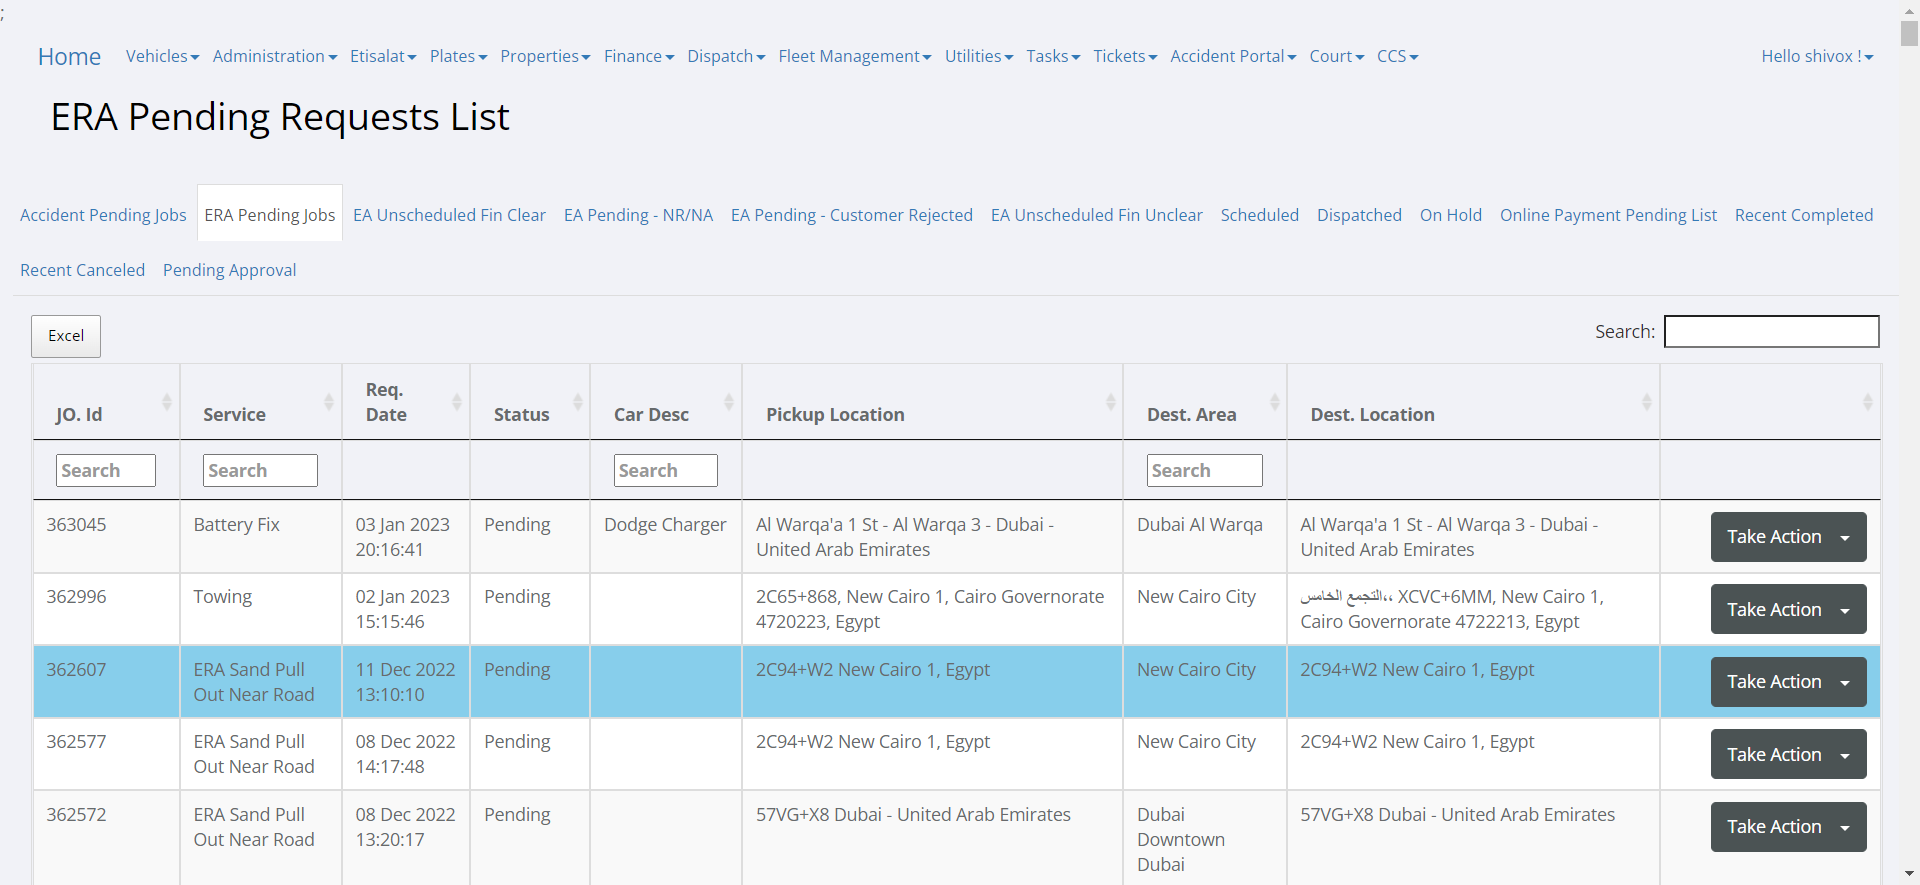 ;
Home Vehicles Administration Etisalat Plates Properties Finance Dispatch Fleet Management Utilities Tasks Tickets Accident Portal Court CCS Hello shivox !
ERA Pending Requests List
Accident Pending Jobs ERA Pending Jobs EA Unscheduled Fin Clear EA Pending - NR/NA EA Pending - Customer Rejected EA Unscheduled Fin Unclear Scheduled Dispatched On Hold Online Payment Pending List Recent Completed
Recent Canceled Pending Approval
Excel Search:
JO. Id Service Req. Date Status Car Desc Pickup Location Dest. Area Dest. Location
Search Search Search Search
363045 Battery Fix 03 Jan 2023 Pending Dodge Charger Al Warqa'a 1 St - Al Warqa 3 - Dubai - Dubai Al Warqa Al Warqa'a 1 St - Al Warqa 3 - Dubai - Take Action
20:16:41 United Arab Emirates United Arab Emirates
362996 Towing 02 Jan 2023 Pending 2C65+868, New Cairo 1, Cairo Governorate New Cairo City التجمع الخامس،، XCVC+6MM, New Cairo 1, Take Action
15:15:46 4720223, Egypt Cairo Governorate 4722213, Egypt
362607 ERA Sand Pull 11 Dec 2022 Pending 2C94+W2 New Cairo 1, Egypt New Cairo City 2C94+W2 New Cairo 1, Egypt Take Action
Out Near Road 13:10:10
362577 ERA Sand Pull 08 Dec 2022 Pending 2C94+W2 New Cairo 1, Egypt New Cairo City 2C94+W2 New Cairo 1, Egypt Take Action
Out Near Road 14:17:48
362572 ERA Sand Pull 08 Dec 2022 Pending 57VG+X8 Dubai - United Arab Emirates Dubai 57VG+X8 Dubai - United Arab Emirates Take Action
Out Near Road 13:20:17 Downtown
Dubai